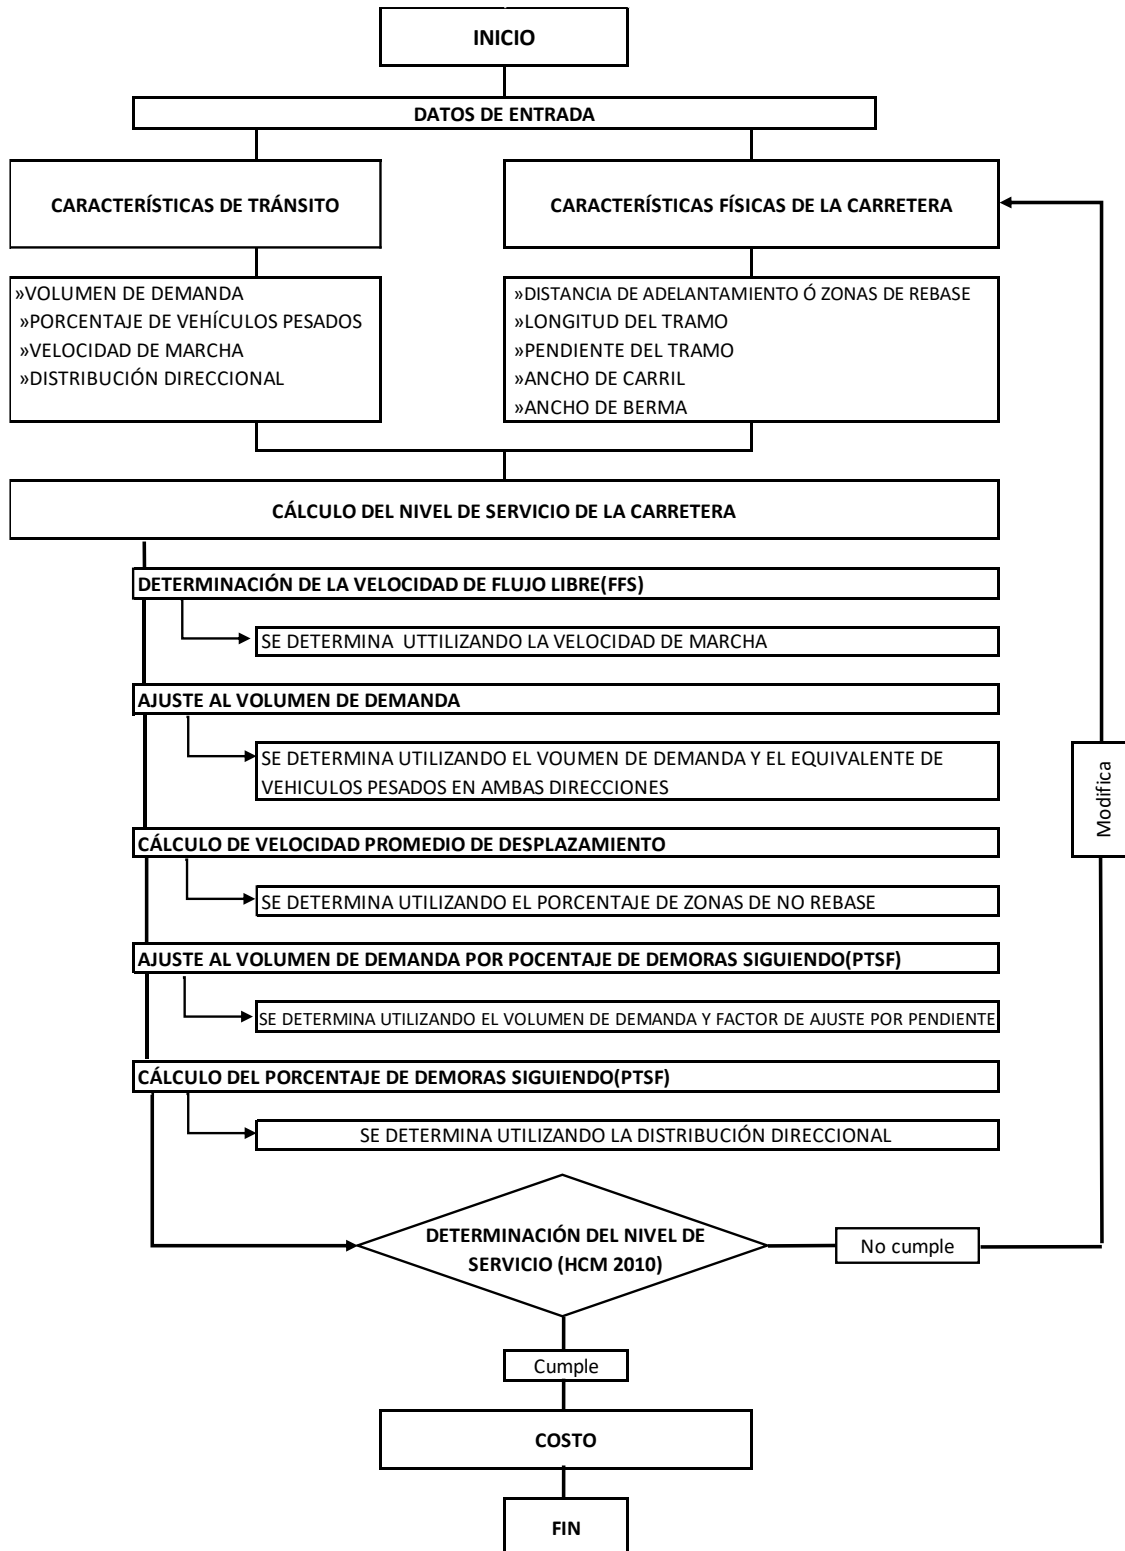 INICIO
DATOS DE ENTRADA
CARACTERÍSTICAS DE TRÁNSITO
CARACTERÍSTICAS FÍSICAS DE LA CARRETERA
»VOLUMEN DE DEMANDA
»PORCENTAJE DE VEHÍCULOS PESADOS
»VELOCIDAD DE MARCHA
»DISTRIBUCIÓN DIRECCIONAL
»DISTANCIA DE ADELANTAMIENTO Ó ZONAS DE REBASE
»LONGITUD DEL TRAMO
»PENDIENTE DEL TRAMO
»ANCHO DE CARRIL
»ANCHO DE BERMA
CÁLCULO DEL NIVEL DE SERVICIO DE LA CARRETERA
DETERMINACIÓN DE LA VELOCIDAD DE FLUJO LIBRE(FFS)
SE DETERMINA UTTILIZANDO LA VELOCIDAD DE MARCHA
AJUSTE AL VOLUMEN DE DEMANDA
SE DETERMINA UTILIZANDO EL VOUMEN DE DEMANDA Y EL EQUIVALENTE DE
VEHICULOS PESADOS EN AMBAS DIRECCIONES
Modifica
CÁLCULO DE VELOCIDAD PROMEDIO DE DESPLAZAMIENTO
SE DETERMINA UTILIZANDO EL PORCENTAJE DE ZONAS DE NO REBASE
AJUSTE AL VOLUMEN DE DEMANDA POR POCENTAJE DE DEMORAS SIGUIENDO(PTSF)
SE DETERMINA UTILIZANDO EL VOLUMEN DE DEMANDA Y FACTOR DE AJUSTE POR PENDIENTE
CÁLCULO DEL PORCENTAJE DE DEMORAS SIGUIENDO(PTSF)
SE DETERMINA UTILIZANDO LA DISTRIBUCIÓN DIRECCIONAL
DETERMINACIÓN DEL NIVEL DE
SERVICIO (HCM 2010)
No cumple
Cumple
COSTO
FIN